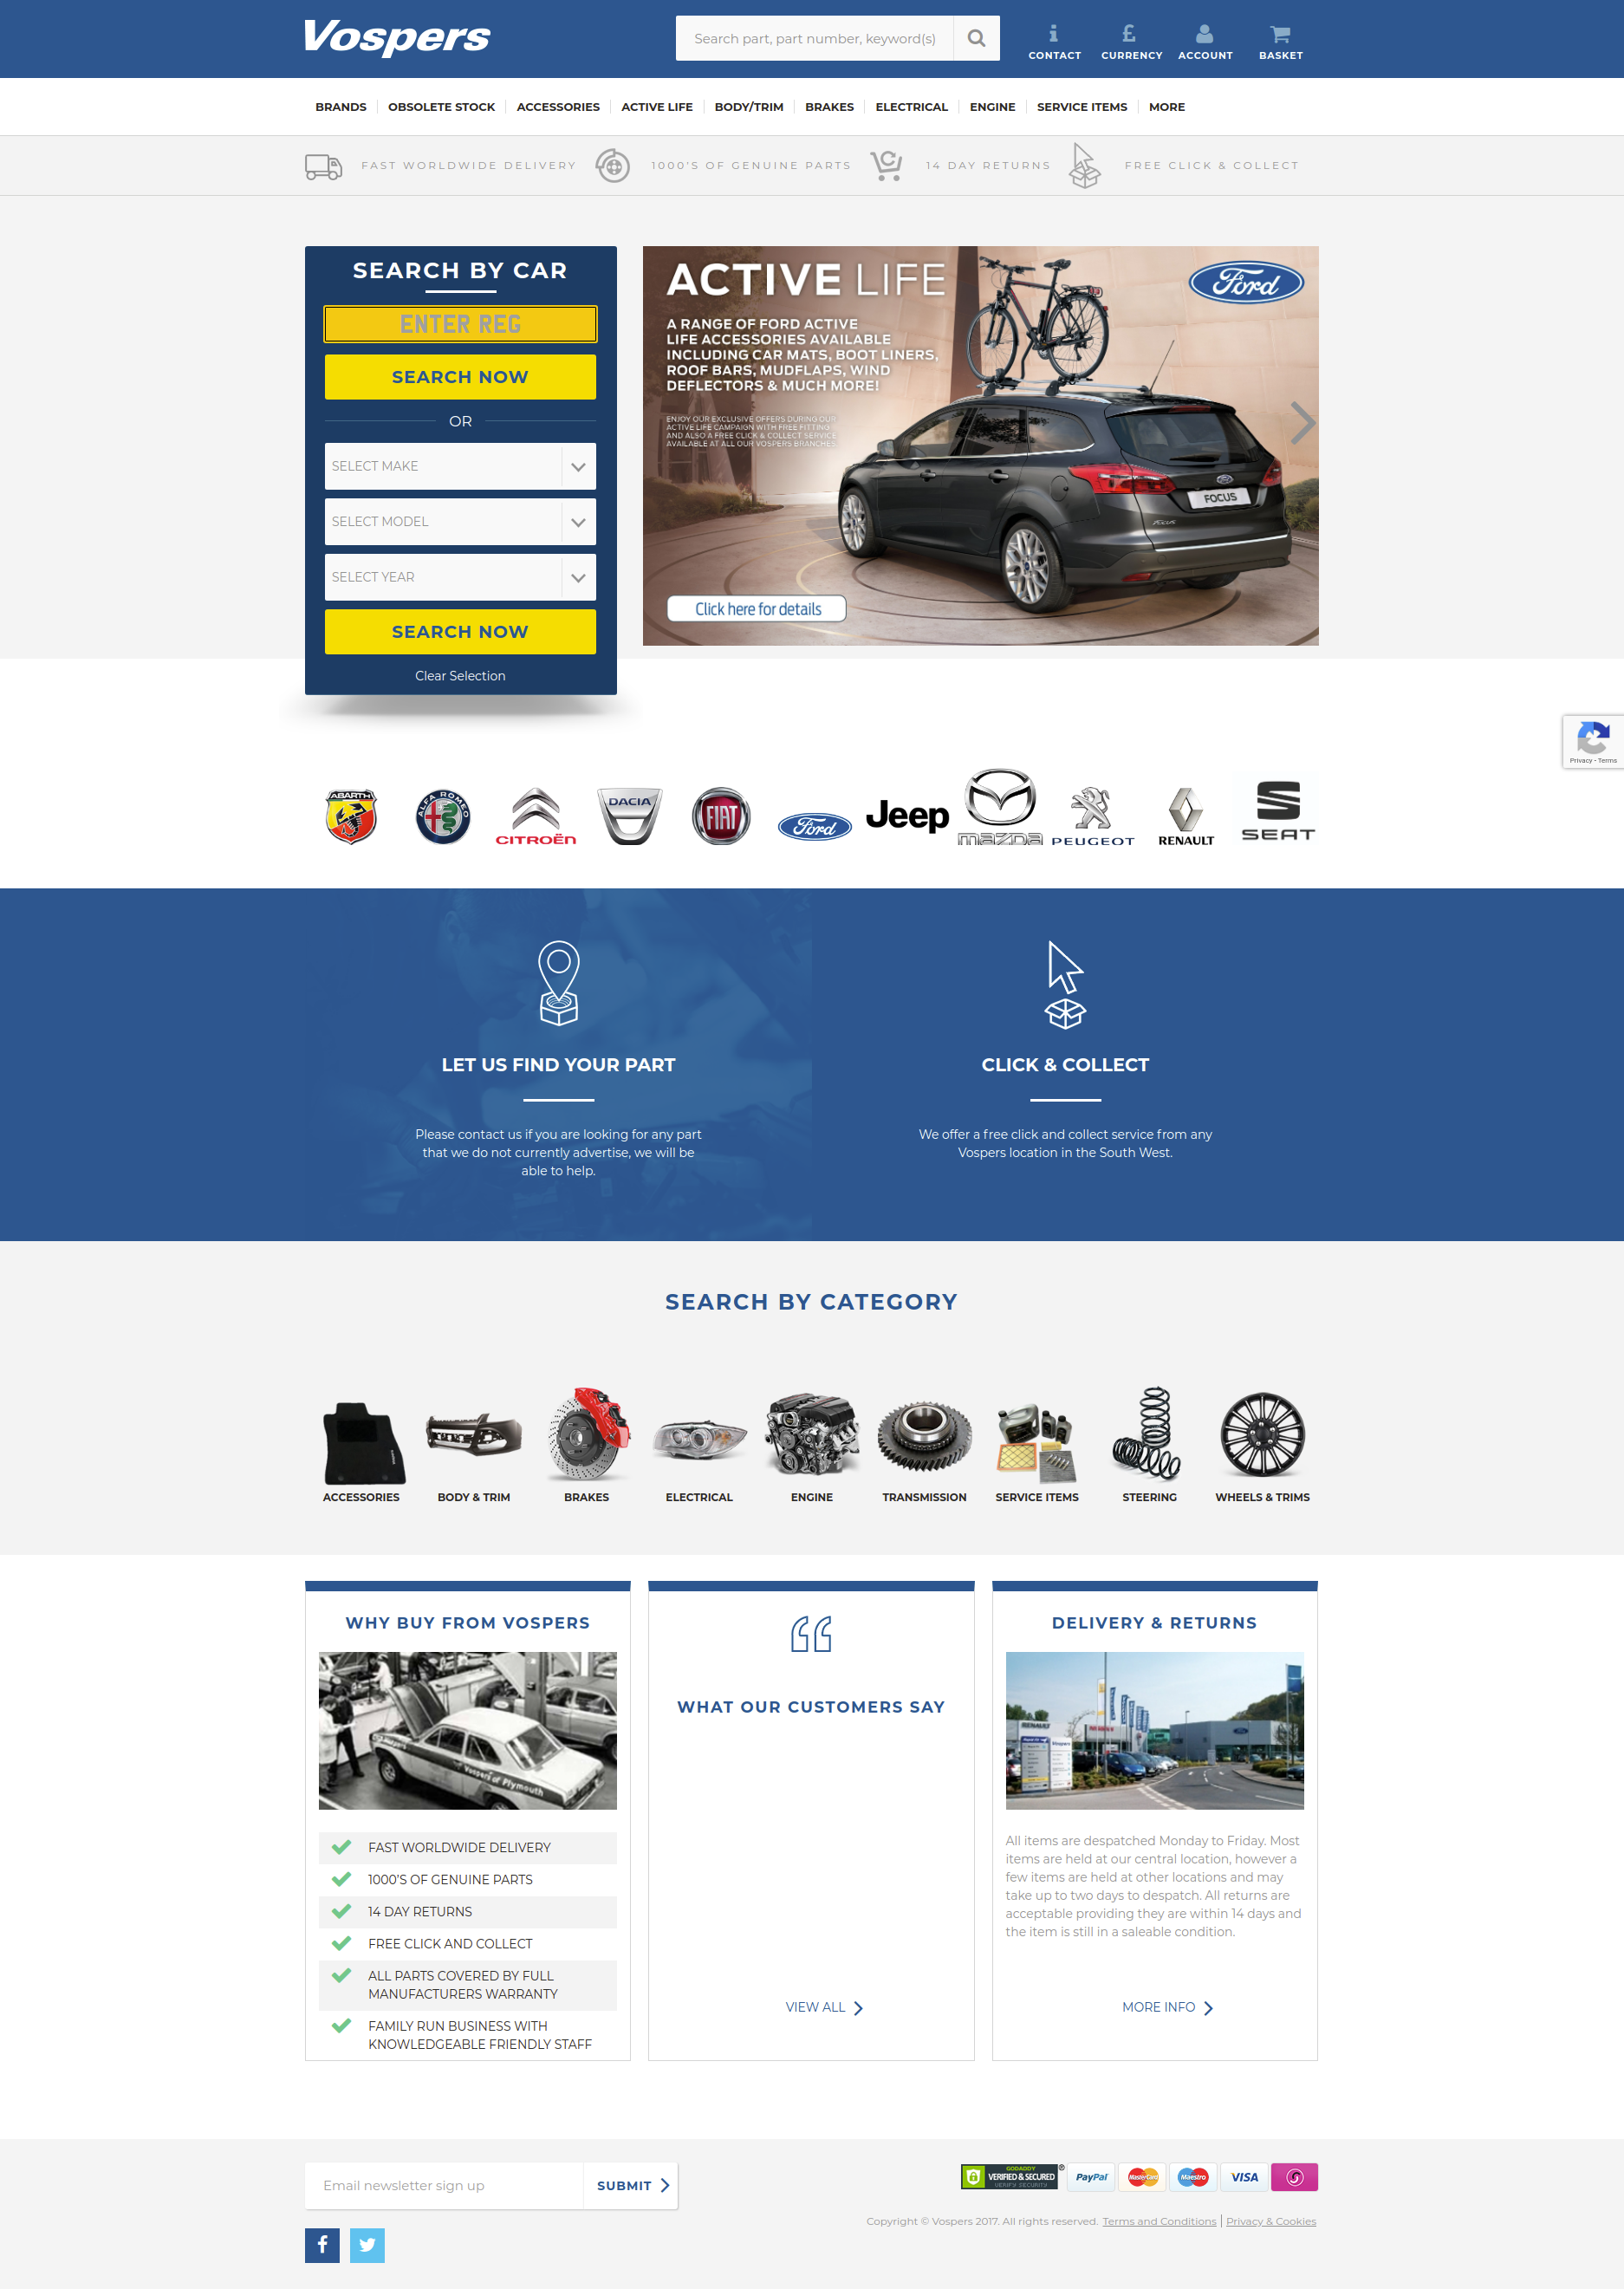 Vospers
Search part, part number, keyword(s)
CONTACT
CURRENCY
ACCOUNT
BASKET
BRANDS
OBSOLETE STOCK
ACCESSORIES
ACTIVE LIFE
BODY/TRIM
BRAKES
ELECTRICAL
ENGINE
SERVICE ITEMS
MORE
FAST WORLDWIDE DELIVERY
1000'S OF GENUINE PARTS
14 DAY RETURNS
FREE CLICK & COLLECT
SEARCH BY CAR
ENTER REG
SEARCH NOW
OR
SELECT MAKE
SELECT MODEL
SELECT YEAR
SEARCH NOW
Clear Selection
ACTIVE LIFE
Ford
A RANGE OF FORD ACTIVE
LIFE ACCESSORIES AVAILABLE
INCLUDING CAR MATS, BOOT LINERS,
ROOF BARS, MUDFLAPS, WIND
DEFLECTORS & MUCH MORE!
ENJOY OUR EXCLUSIVE OFFERS DURING OUR
ACTIVE LIFE CAMPAIGN WITH FREE FITTING
AND ALSO A FREE CLICK & COLLECT SERVICE
AVAILABLE AT ALL OUR VOSPERS BRANCHES
FOCUS
Click here for details
Privacy - Terms
ABARTH
ALFA ROMEO
CITROËN
DACIA
FIAT
Ford
Jeep
mazda
PEUGEOT
RENAULT
SEAT
LET US FIND YOUR PART
Please contact us if you are looking for any part
that we do not currently advertise, we will be
able to help.
CLICK & COLLECT
We offer a free click and collect service from any
Vospers location in the South West.
SEARCH BY CATEGORY
ACCESSORIES
BODY & TRIM
BRAKES
ELECTRICAL
ENGINE
TRANSMISSION
SERVICE ITEMS
STEERING
WHEELS & TRIMS
WHY BUY FROM VOSPERS
Vospers of Plymouth
FAST WORLDWIDE DELIVERY
1000'S OF GENUINE PARTS
14 DAY RETURNS
FREE CLICK AND COLLECT
ALL PARTS COVERED BY FULL
MANUFACTURERS WARRANTY
FAMILY RUN BUSINESS WITH
KNOWLEDGEABLE FRIENDLY STAFF
WHAT OUR CUSTOMERS SAY
VIEW ALL
DELIVERY & RETURNS
RENAULT
Vospers
All items are despatched Monday to Friday. Most
items are held at our central location, however a
few items are held at other locations and may
take up to two days to despatch. All returns are
acceptable providing they are within 14 days and
the item is still in a saleable condition.
MORE INFO
Email newsletter sign up
SUBMIT
GODADDY
VERIFIED & SECURED
VERIFY SECURITY
PayPal
MasterCard
Maestro
VISA
Copyright © Vospers 2017. All rights reserved. Terms and Conditions | Privacy & Cookies